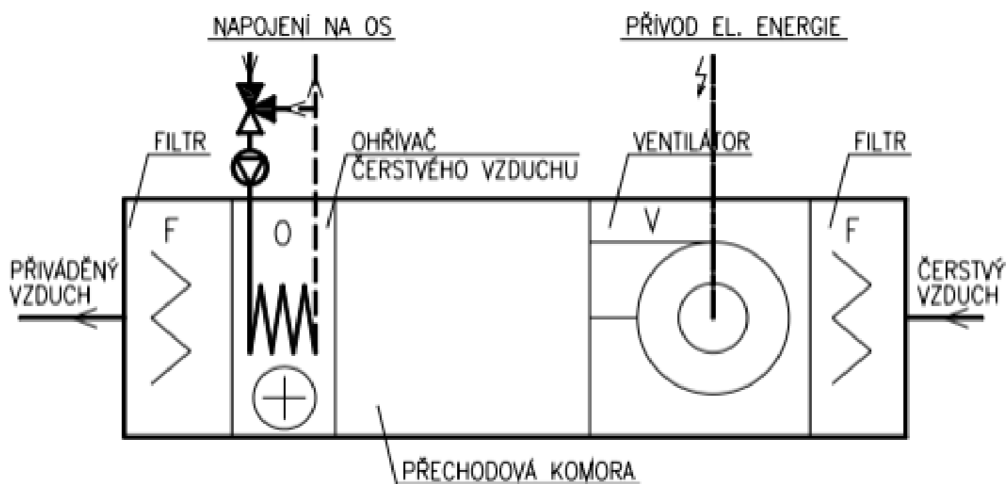 NAPOJENÍ NA OS
PŘÍVOD EL. ENERGIE
FILTR
OHŘÍVAČ
ČERSTVÉHO VZDUCHU
VENTILÁTOR
FILTR
F
O
V
F
PŘIVÁDĚNÝ
VZDUCH
ČERSTVÝ
VZDUCH
PŘECHODOVÁ KOMORA